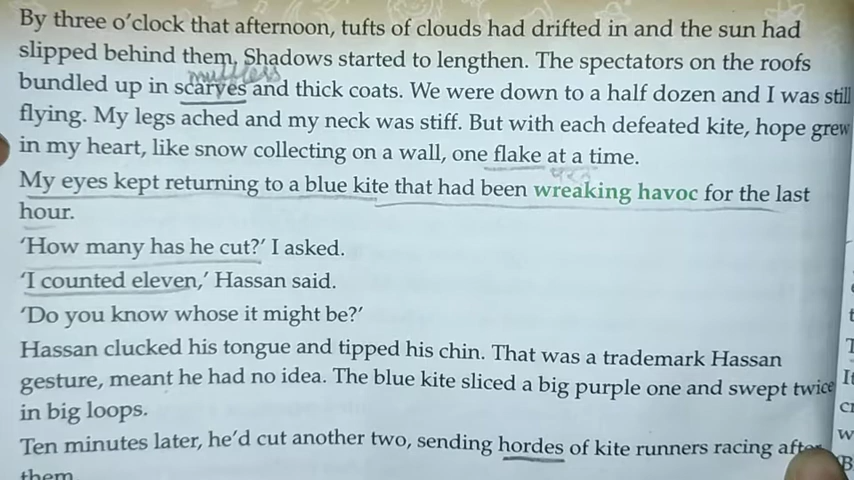 By three o'clock that afternoon, tufts of clouds had drifted in and the sun had
slipped behind them. Shadows started to lengthen. The spectators on the roofs
mufflers
bundled up in scarves and thick coats. We were down to a half dozen and I was still
flying. My legs ached and my neck was stiff. But with each defeated kite, hope grew
in my heart, like snow collecting on a wall, one flake at a time.
My eyes kept returning to a blue kite that had been wreaking havoc for the last
hour.
'How many has he cut?' I asked.
'I counted eleven,' Hassan said.
'Do you know whose it might be?'
Hassan clucked his tongue and tipped his chin. That was a trademark Hassan
gesture, meant he had no idea. The blue kite sliced a big purple one and swept twice
in big loops.
Ten minutes later, he'd cut another two, sending hordes of kite runners racing after
them